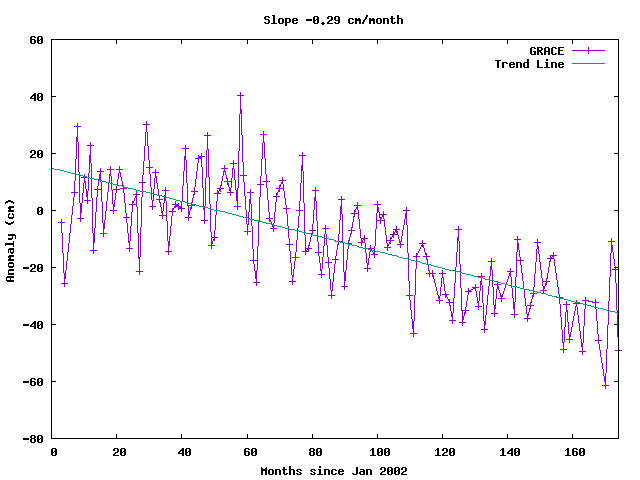 Slope -0.29 cm/month
GRACE
Trend Line
60
40
20
0
-20
-40
-60
-80
Anomaly (cm)
0 20 40 60 80 100 120 140 160
Months since Jan 2002